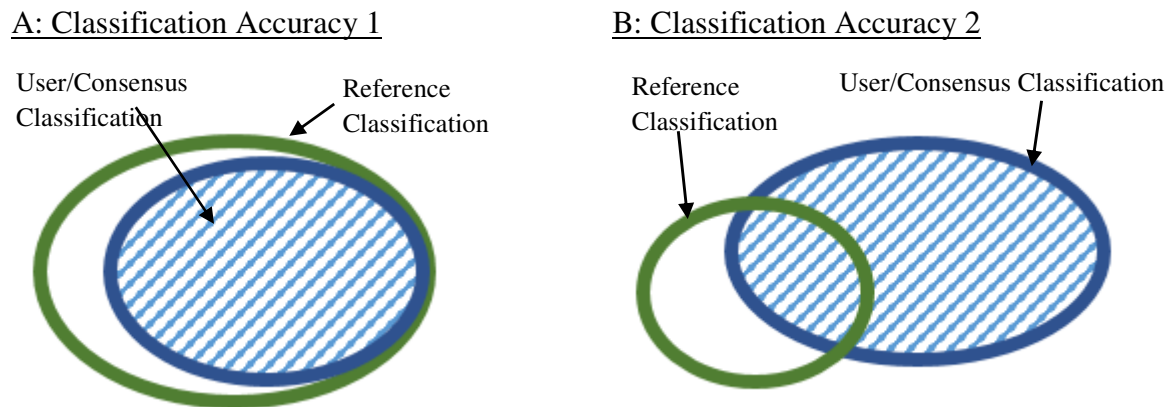 A: Classification Accuracy 1
User/Consensus
Classification
Reference
Classification
B: Classification Accuracy 2
Reference
Classification
User/Consensus Classification